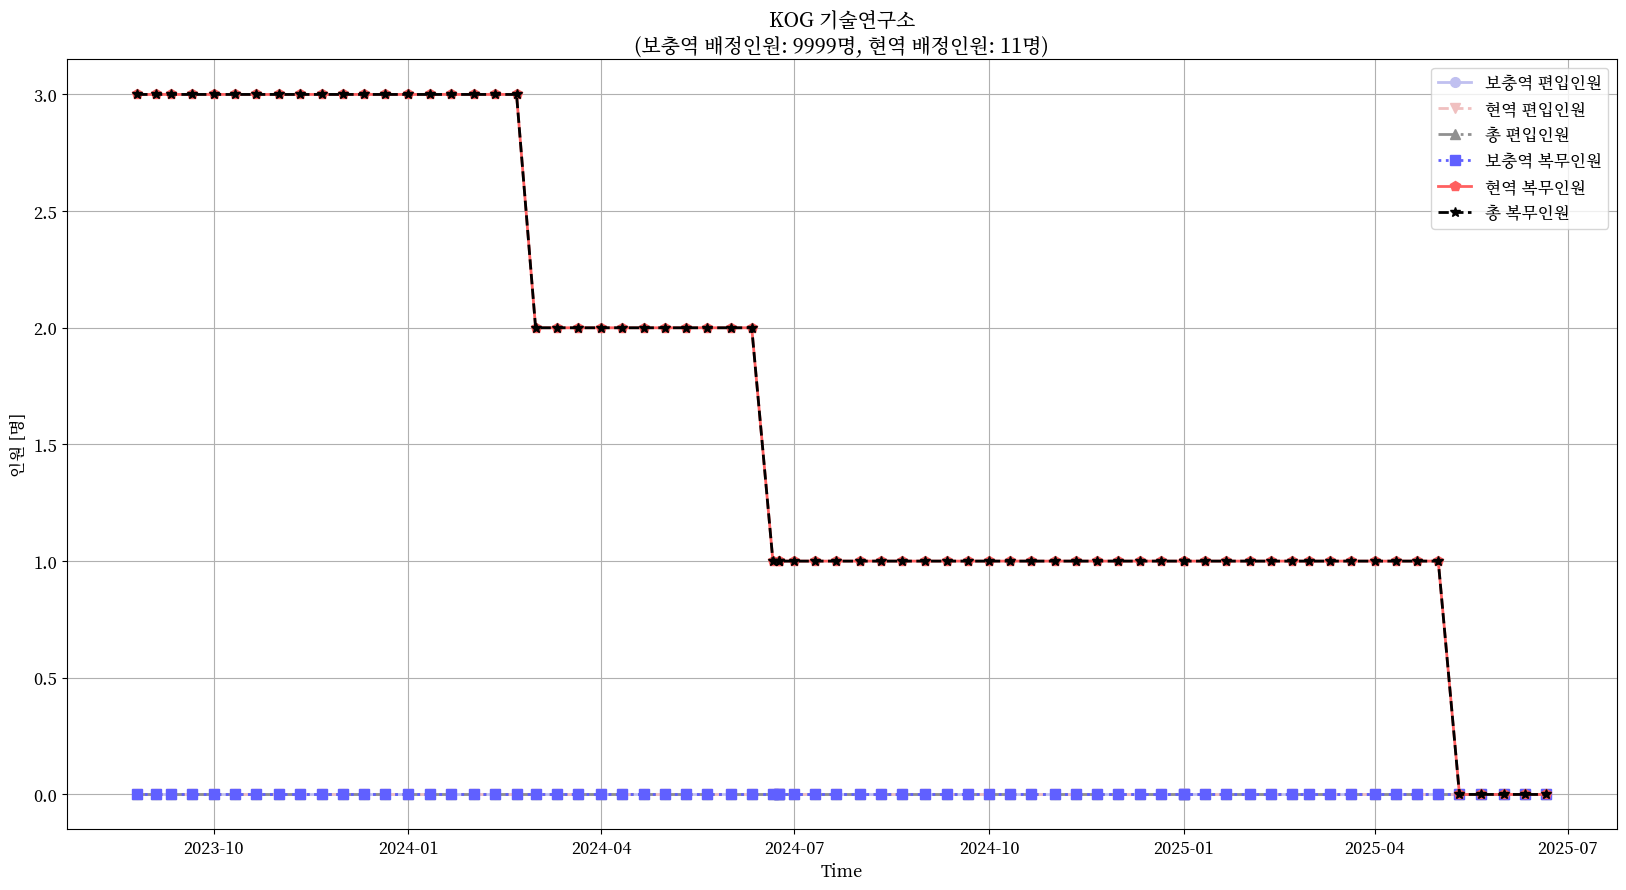 KOG 기술연구소
(보충역 배정인원: 9999명, 현역 배정인원: 11명)
보충역 편입인원
현역 편입인원
총 편입인원
보충역 복무인원
현역 복무인원
총 복무인원
인원 [명]
3.0
2.5
2.0
1.5
1.0
0.5
0.0
2023-10
2024-01
2024-04
2024-07
2024-10
2025-01
2025-04
2025-07
Time